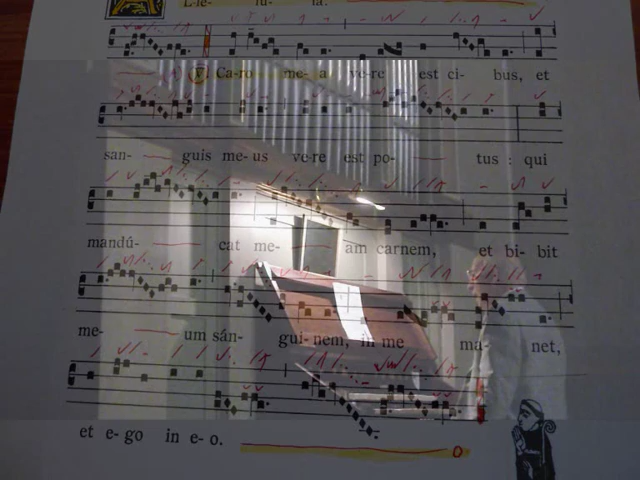 L-le- lu- ia.
℣. Ca-ro me- a ve-re est ci- bus, et
san- guis me-us ve-re est po- tus : qui
mandú- cat me- am carnem, et bi- bit
me- um sán- gui-nem, in me ma- net,
et e- go in e- o.